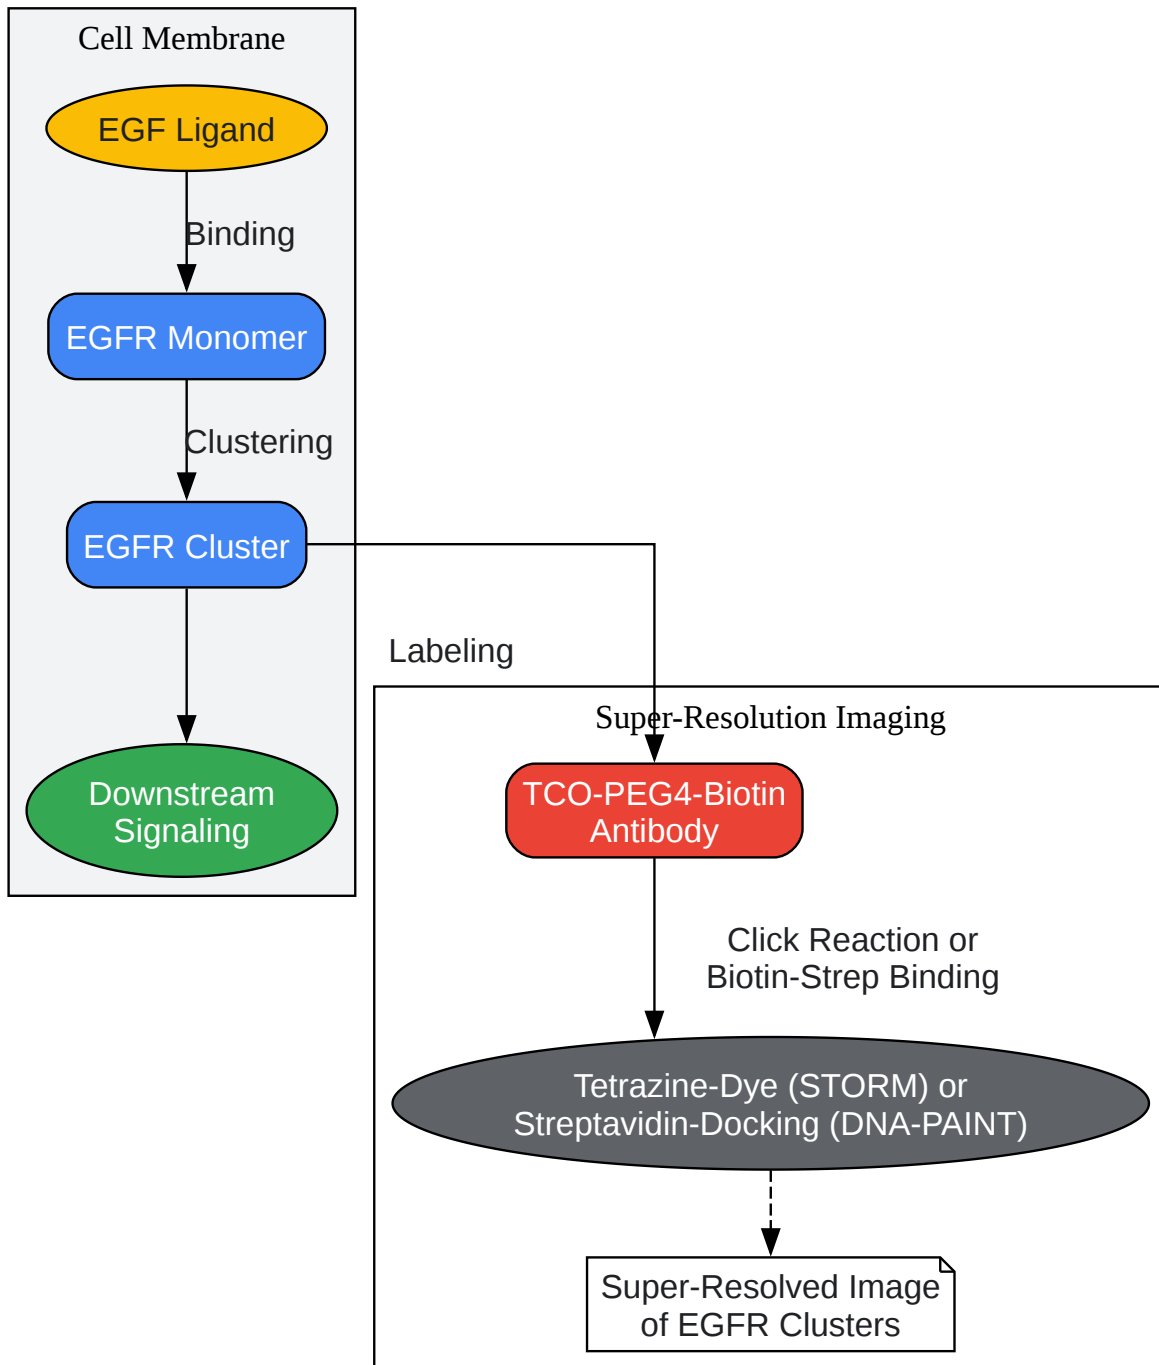 Cell Membrane
EGF Ligand
Binding
EGFR Monomer
Clustering
EGFR Cluster
Labeling
Downstream
Signaling
Super-Resolution Imaging
TCO-PEG4-Biotin
Antibody
Click Reaction or
Biotin-Strep Binding
Tetrazine-Dye (STORM) or
Streptavidin-Docking (DNA-PAINT)
Super-Resolved Image
of EGFR Clusters